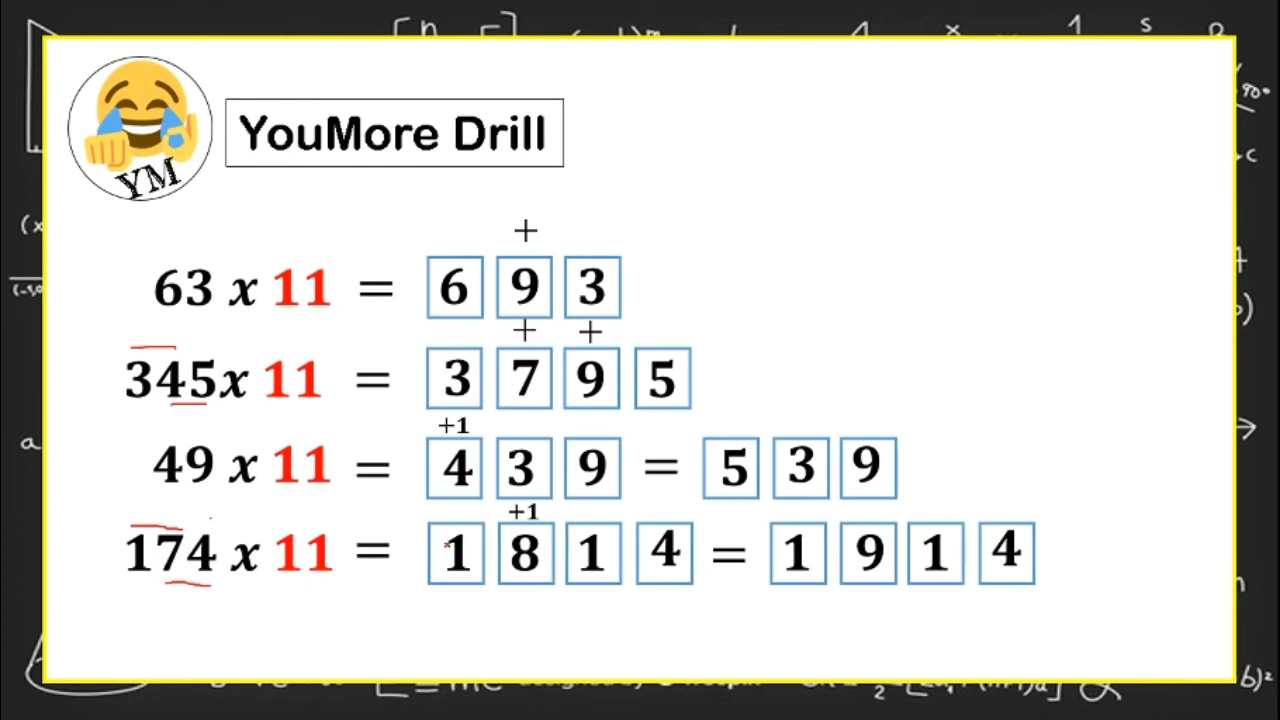 YM
YouMore Drill
+
63 x 11 = 6 9 3
+ +
345x 11 = 3 7 9 5
+1
49 x 11 = 4 3 9 = 5 3 9
+1
174 x 11 = 1 8 1 4 = 1 9 1 4